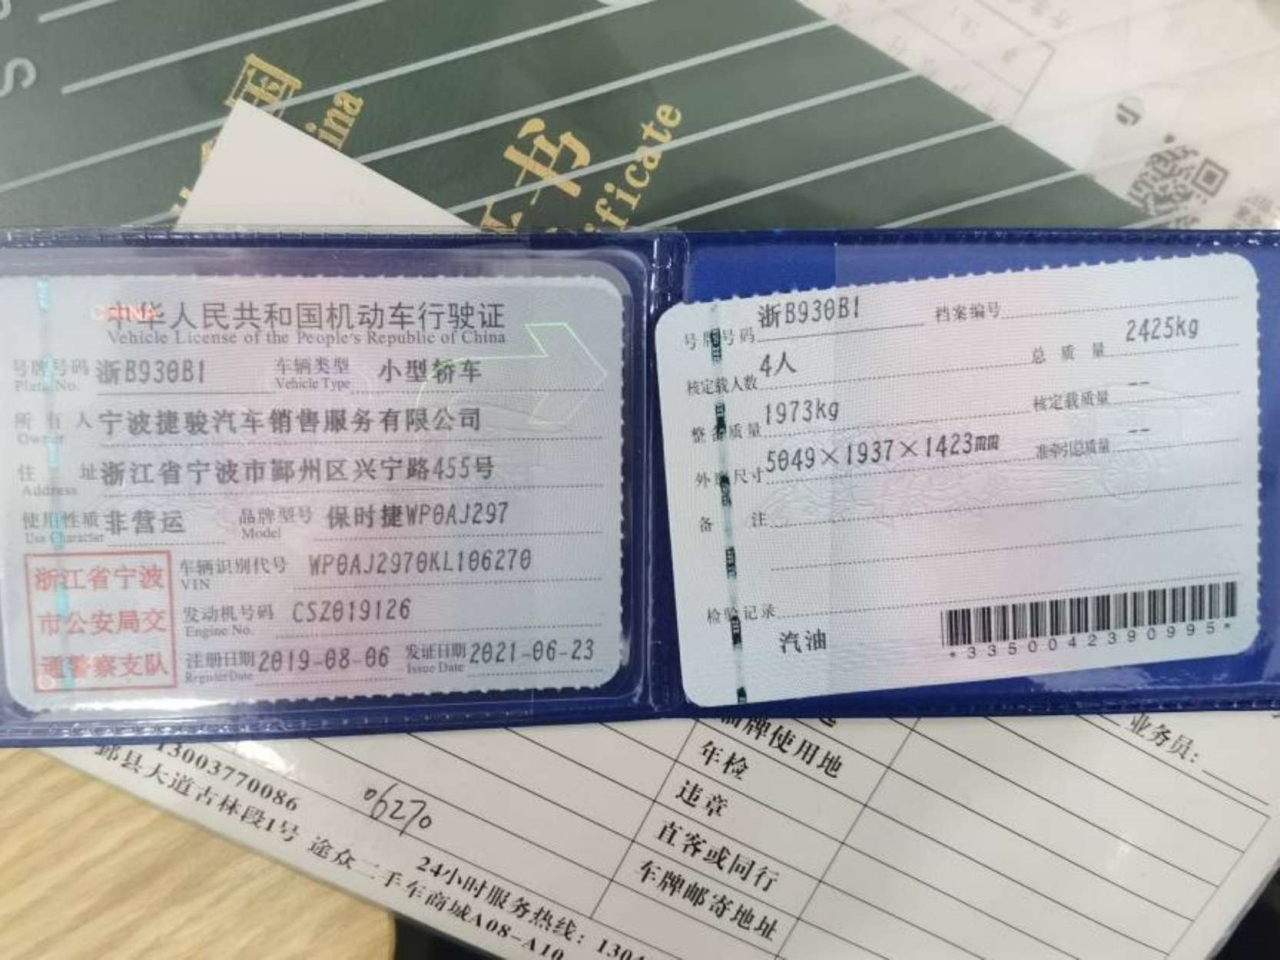 国
China
证书
ificate
中华人民共和国机动车行驶证
Vehicle License of the People's Republic of China
号牌号码 浙B930B1 车辆类型 小型轿车
Plate No. Vehicle Type
所有人 宁波捷骏汽车销售服务有限公司
Owner
住址 浙江省宁波市鄞州区兴宁路455号
Address
使用性质 非营运 品牌型号 保时捷WP0AJ297
Use Character Model
浙江省宁波
市公安局交
通警察支队
车辆识别代号 WP0AJ2970KL106270
VIN
发动机号码 CSZ019126
Engine No.
注册日期 2019-08-06 发证日期 2021-06-23
Register Date Issue Date
号牌号码 浙B930B1 档案编号
核定载人数 4人 总质量 2425kg
整备质量 1973kg 核定载质量 --
外廓尺寸 5049×1937×1423mm 准牵引总质量 --
备注
检验记录
汽油
*3350042390995*
13003770086
鄞县大道古林段1号 途众二手车商城A08-A10
06270
24小时服务热线：1304
品牌使用地
年检
违章
直客或同行
车牌邮寄地址
业务员: